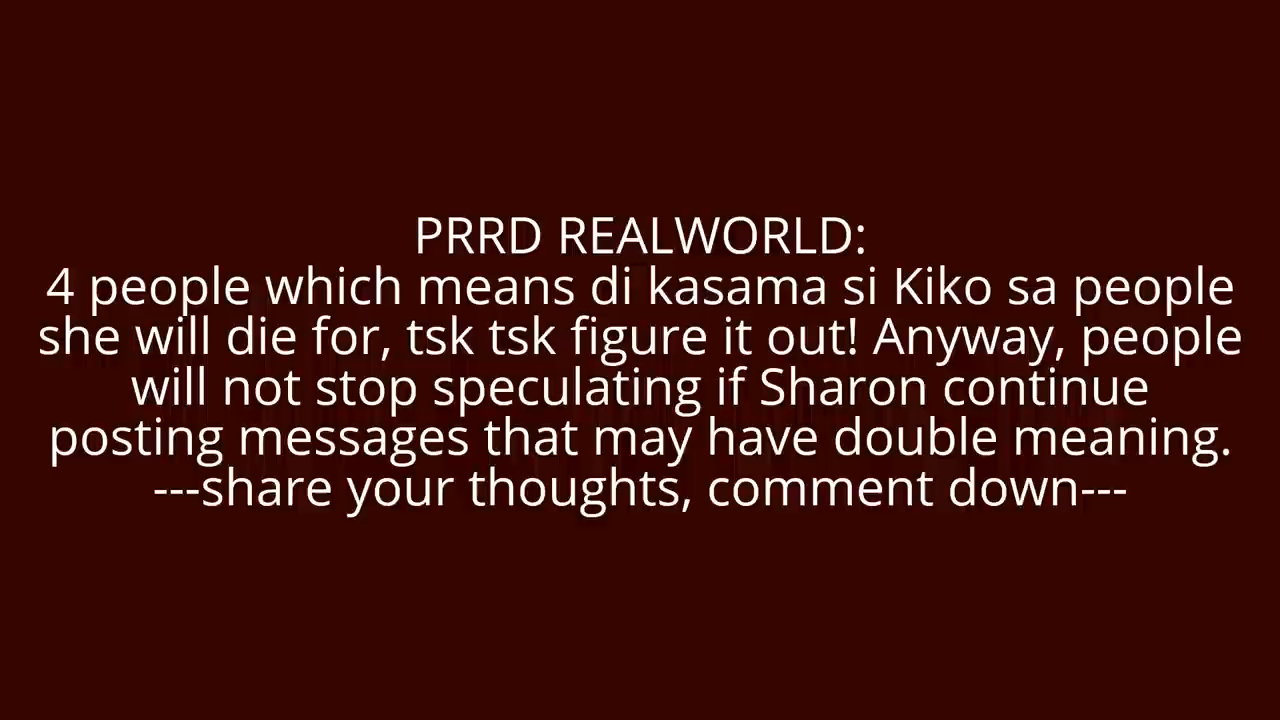 PRRD REALWORLD:
4 people which means di kasama si Kiko sa people
she will die for, tsk tsk figure it out! Anyway, people
will not stop speculating if Sharon continue
posting messages that may have double meaning.
---share your thoughts, comment down---